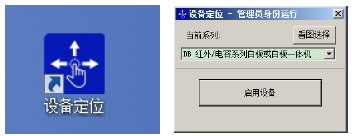 设备定位
设备定位 - 管理员身份运行
当前系列:
看图选择
DB 红外/电容系列白板或白板一体机
启用设备